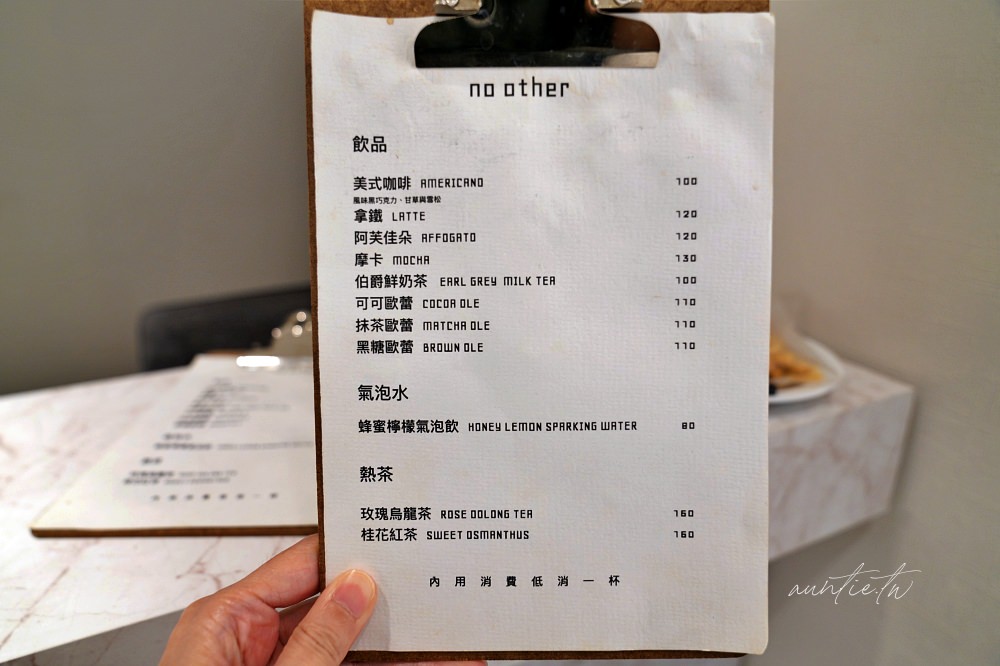 no other
飲品
美式咖啡 AMERICANO 100
風味黑巧克力、甘草與雪松
拿鐵 LATTE 120
阿芙佳朵 AFFOGATO 120
摩卡 MOCHA 130
伯爵鮮奶茶 EARL GREY MILK TEA 100
可可歐蕾 COCOA OLE 110
抹茶歐蕾 MATCHA OLE 110
黑糖歐蕾 BROWN OLE 110
氣泡水
蜂蜜檸檬氣泡飲 HONEY LEMON SPARKING WATER 80
熱茶
玫瑰烏龍茶 ROSE OOLONG TEA 160
桂花紅茶 SWEET OSMANTHUS 160
內用消費低消一杯
auntie.tw